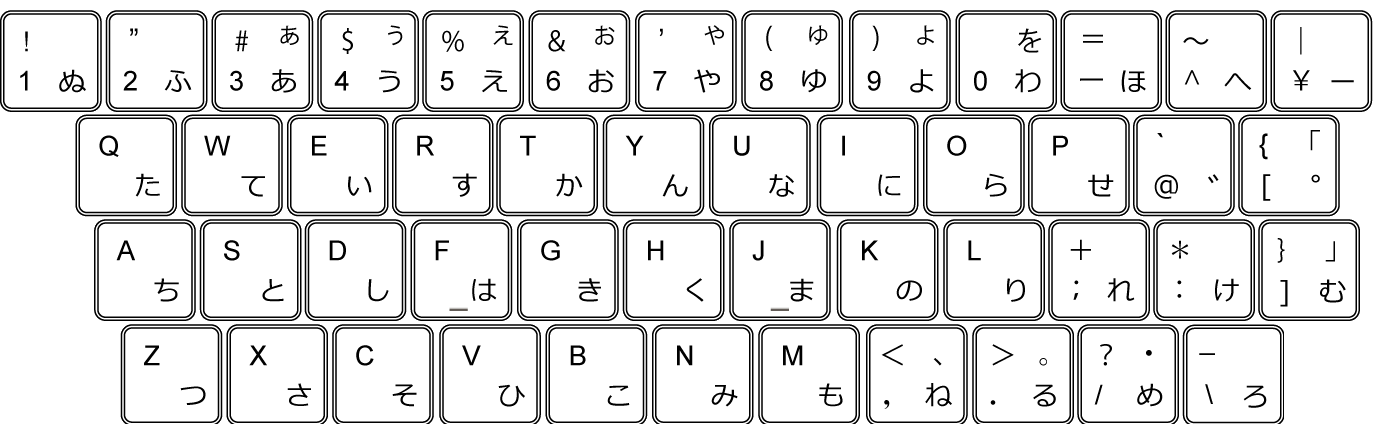 ! ” # ぁ $ ぅ % ぇ & ぉ ’ ゃ ( ゅ ) ょ を = ～ |
1 ぬ 2 ふ 3 あ 4 う 5 え 6 お 7 や 8 ゆ 9 よ 0 わ ー ほ ^ へ ¥ ー
Q W E R T Y U I O P ` { 「
た て い す か ん な に ら せ @ ゛ [ ゜
A S D F G H J K L + * } 」
ち と し _は き く _ま の り ; れ : け ] む
Z X C V B N M < 、 > 。 ? ・ －
つ さ そ ひ こ み も , ね . る / め \ ろ